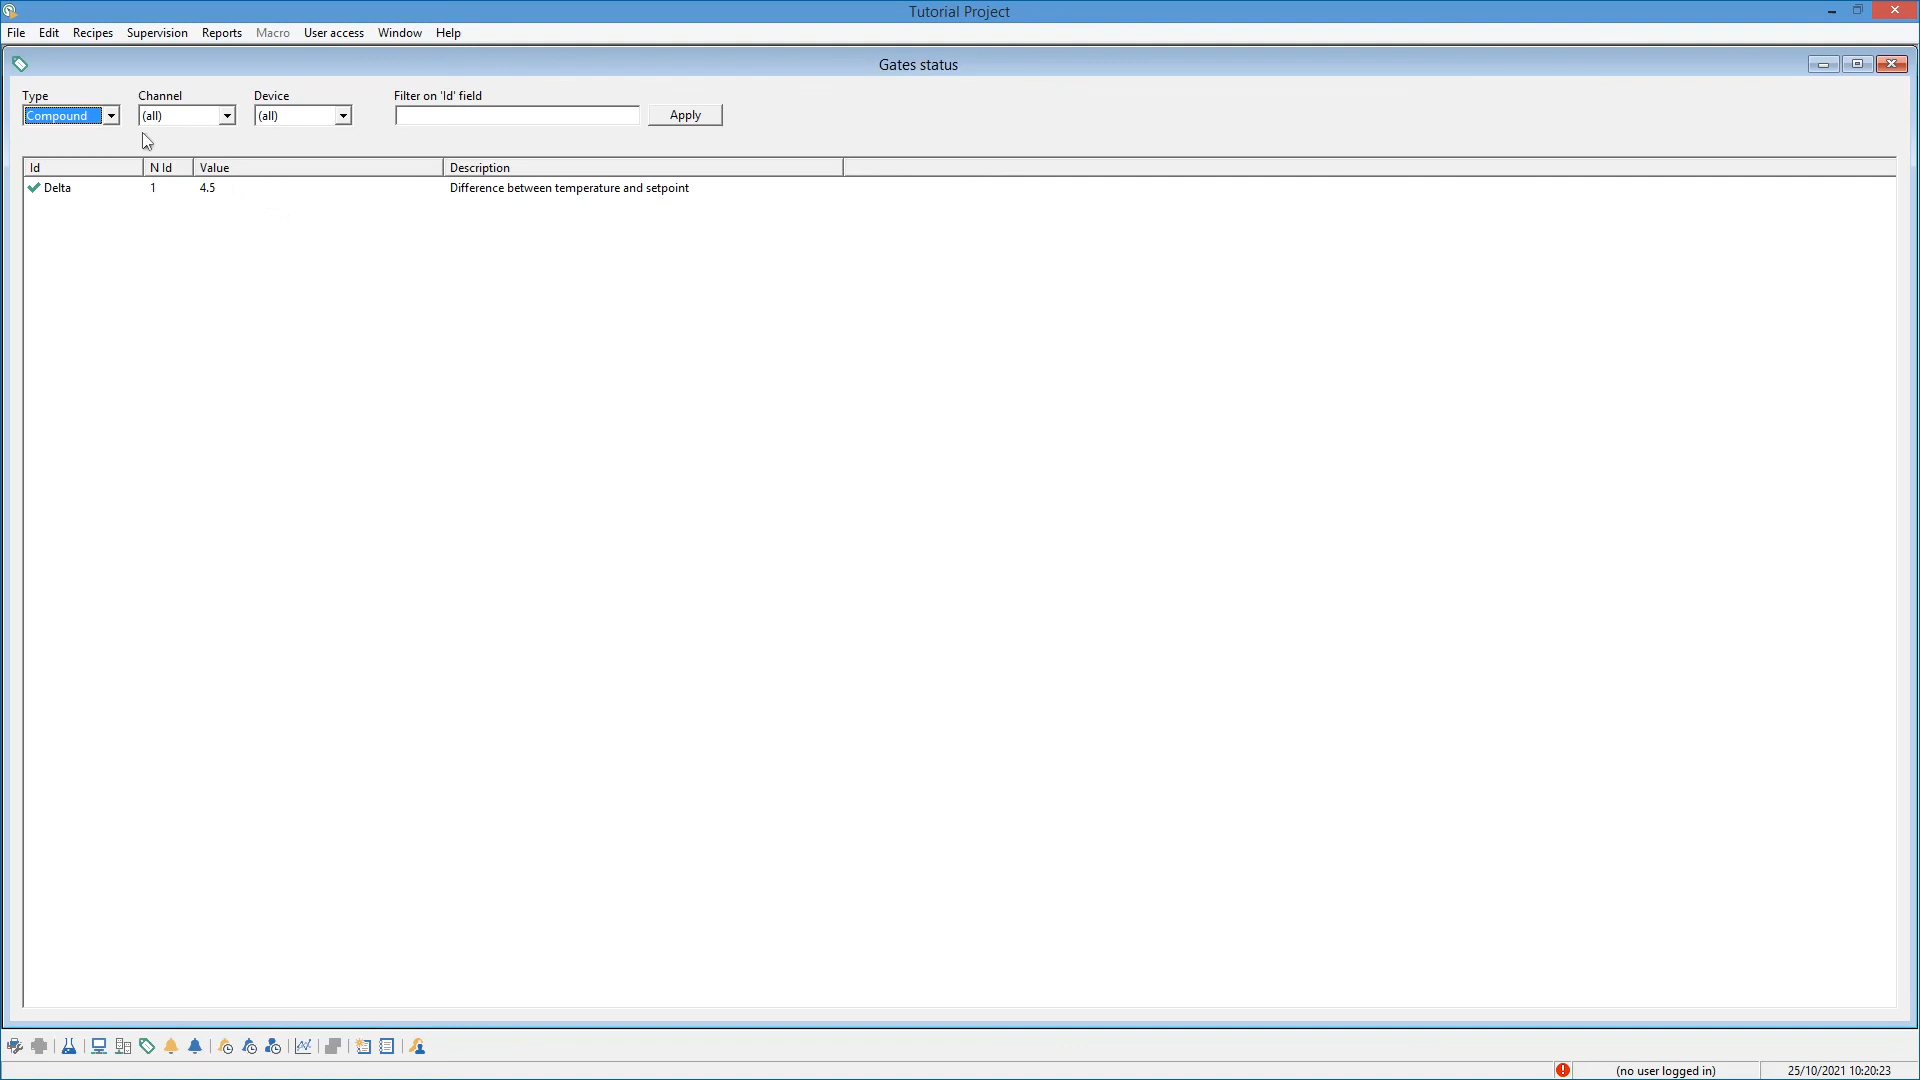 Tutorial Project
File Edit Recipes Supervision Reports Macro User access Window Help
Gates status
Type Channel Device Filter on 'Id' field
Compound (all) (all) Apply
Id N Id Value Description
Delta 1 4.5 Difference between temperature and setpoint
(no user logged in) 25/10/2021 10:20:23